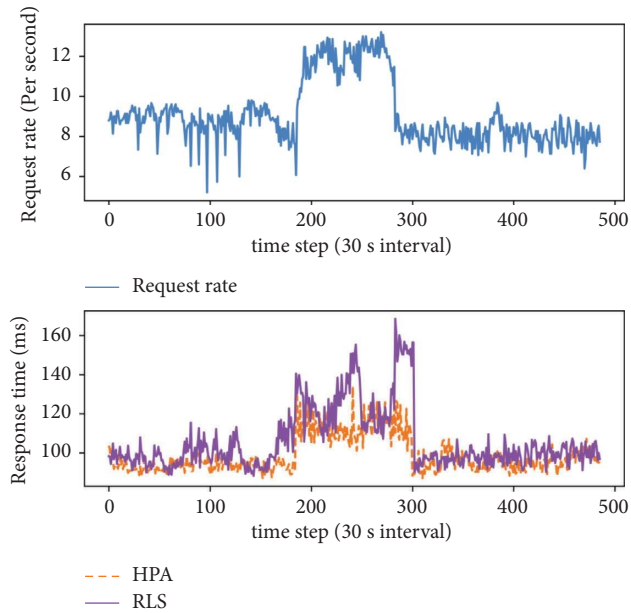 Request rate (Per second)
12
10
8
6
0 100 200 300 400 500
time step (30 s interval)
Request rate
Response time (ms)
160
140
120
100
0 100 200 300 400 500
time step (30 s interval)
HPA
RLS